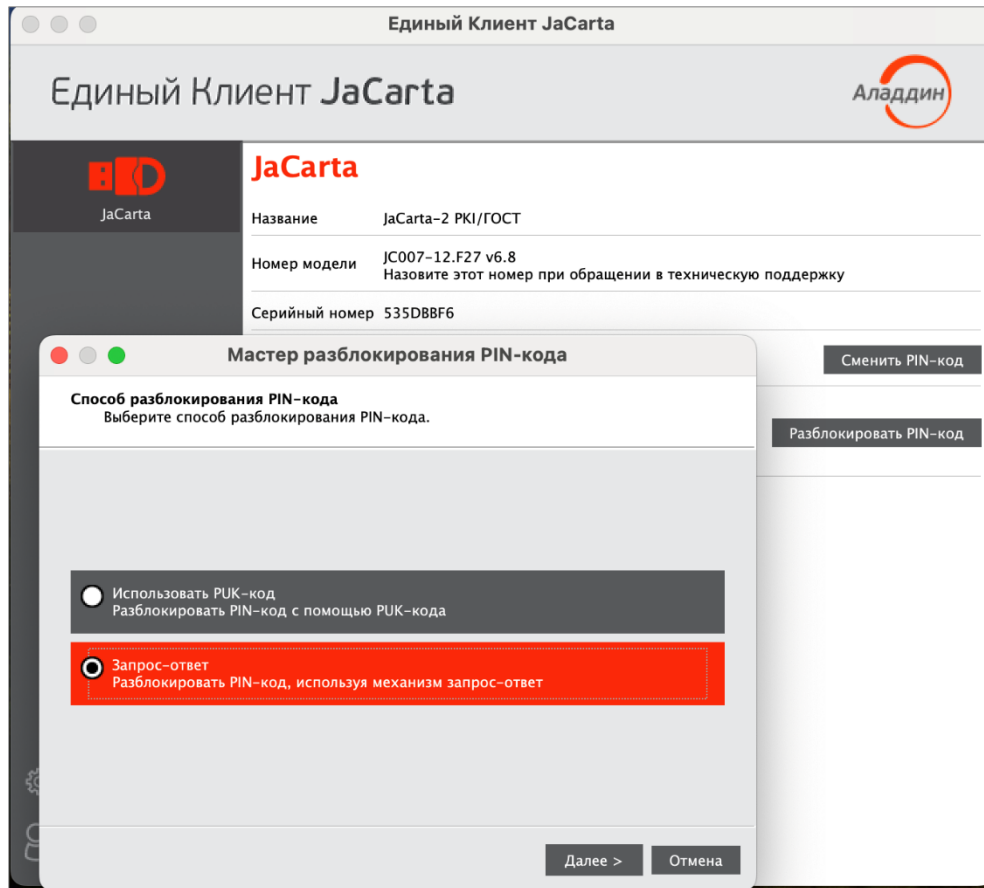 Единый Клиент JaCarta
Единый Клиент JaCarta
Аладдин
JaCarta
JaCarta
Название JaCarta-2 PKI/ГОСТ
Номер модели JC007-12.F27 v6.8
Назовите этот номер при обращении в техническую поддержку
Серийный номер 535DBBF6
Сменить PIN-код
Разблокировать PIN-код
Мастер разблокирования PIN-кода
Способ разблокирования PIN-кода
Выберите способ разблокирования PIN-кода.
Использовать PUK-код
Разблокировать PIN-код с помощью PUK-кода
Запрос-ответ
Разблокировать PIN-код, используя механизм запрос-ответ
Далее >
Отмена